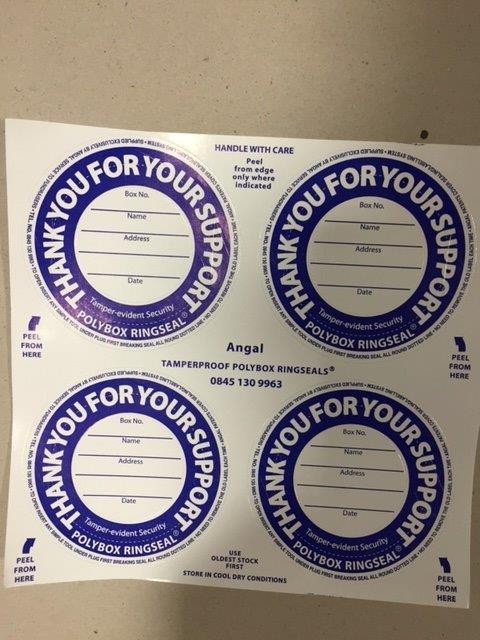 HANDLE WITH CARE
Peel
from edge
only where
indicated
THANK YOU FOR YOUR SUPPORT
Box No.
Name
Address
Date
Tamper-evident Security
POLYBOX RINGSEAL®
THANK YOU FOR YOUR SUPPORT
Box No.
Name
Address
Date
Tamper-evident Security
POLYBOX RINGSEAL®
PEEL
FROM
HERE
PEEL
FROM
HERE
Angal
TAMPERPROOF POLYBOX RINGSEALS®
0845 130 9963
THANK YOU FOR YOUR SUPPORT
Box No.
Name
Address
Date
Tamper-evident Security
POLYBOX RINGSEAL®
THANK YOU FOR YOUR SUPPORT
Box No.
Name
Address
Date
Tamper-evident Security
POLYBOX RINGSEAL®
PEEL
FROM
HERE
USE
OLDEST STOCK
FIRST
STORE IN COOL DRY CONDITIONS
PEEL
FROM
HERE